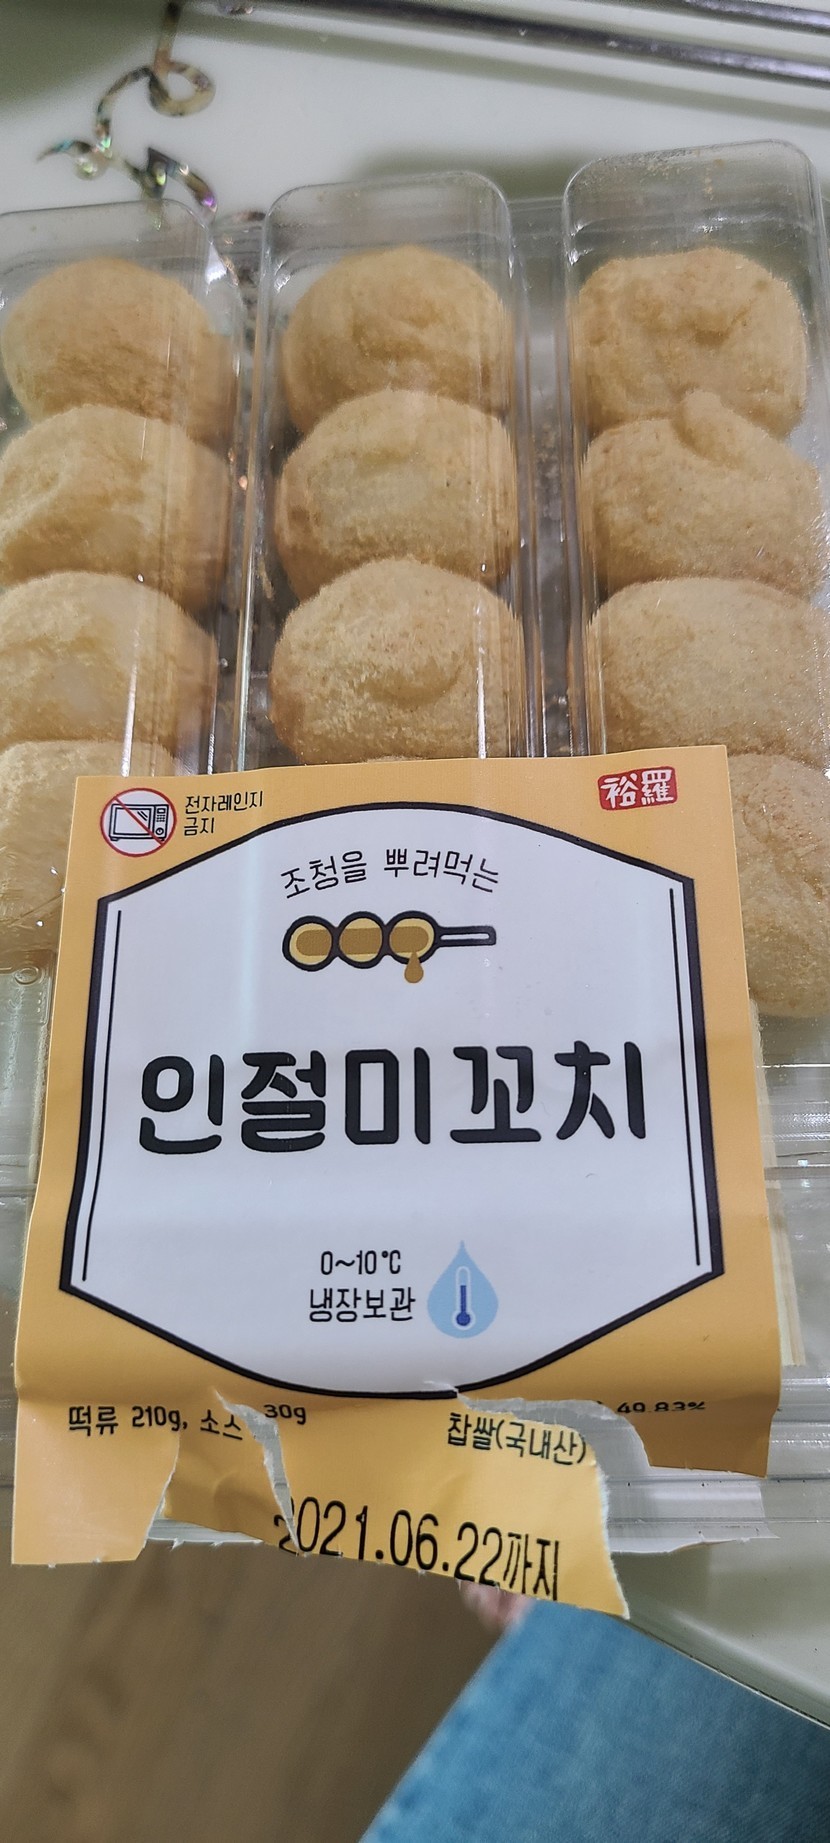 전자레인지
금지
裕羅
조청을 뿌려먹는
인절미꼬치
0~10℃
냉장보관
떡류 210g, 소스 30g
찹쌀(국내산) 49.83%
2021.06.22까지